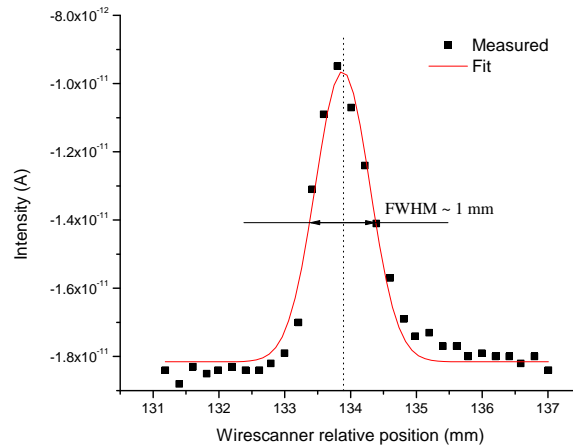 -8.0x10⁻¹²
-1.0x10⁻¹¹
-1.2x10⁻¹¹
-1.4x10⁻¹¹
-1.6x10⁻¹¹
-1.8x10⁻¹¹
Intensity (A)
Measured
Fit
FWHM ~ 1 mm
131 132 133 134 135 136 137
Wirescanner relative position (mm)